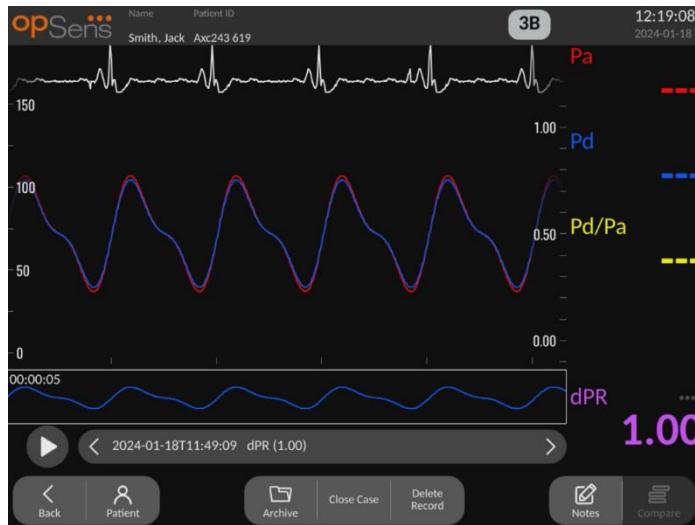 opSens
Name Patient ID
Smith, Jack Axc243 619
3B
12:19:08
2024-01-18
Pa
150
1.00
Pd
100
0.50
Pd/Pa
50
0.00
0
00:00:05
dPR
1.00
2024-01-18T11:49:09 dPR (1.00)
Back
Patient
Archive
Close Case
Delete
Record
Notes
Compare